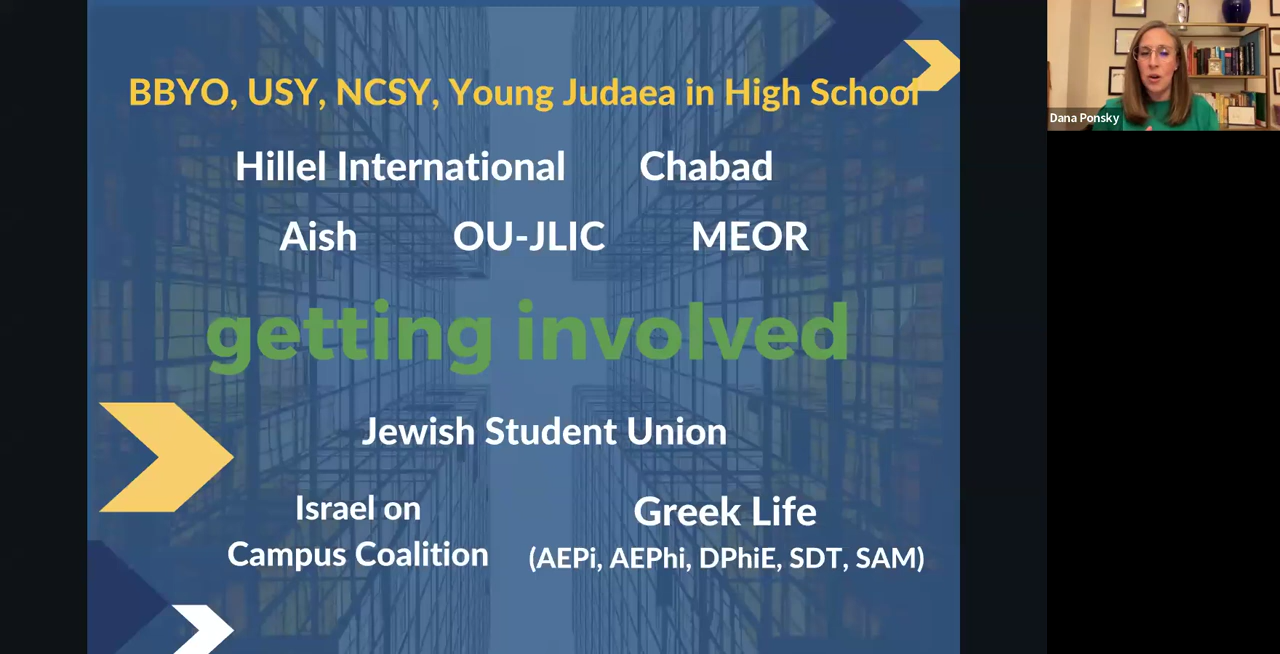 BBYO, USY, NCSY, Young Judaea in High School
Hillel International Chabad
Aish OU-JLIC MEOR
getting involved
Jewish Student Union
Israel on
Campus Coalition
Greek Life
(AEPi, AEPhi, DPhiE, SDT, SAM)
Dana Ponsky